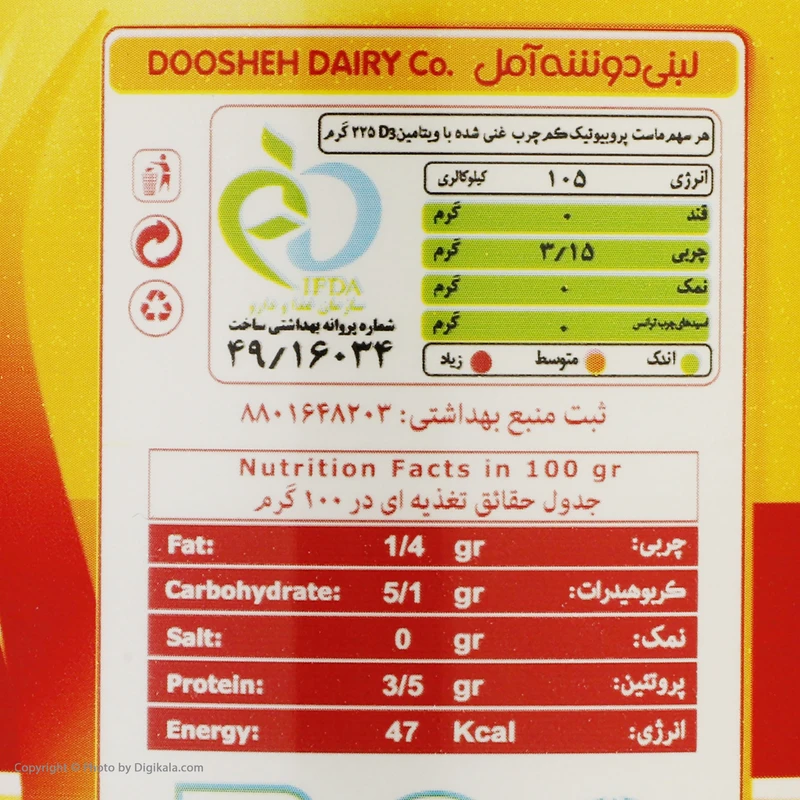 DOOSHEH DAIRY Co. لبنی دوشه آمل
هر سهم ماست پروبیوتیک کم چرب غنی شده با ویتامین D3 ۲۲۵ گرم
انرژی ۱۰۵ کیلوکالری
قند ۰ گرم
چربی ۳/۱۵ گرم
نمک ۰ گرم
اسیدهای چرب ترانس ۰ گرم
اندک متوسط زیاد
IFDA
سازمان غذا و دارو
شماره پروانه بهداشتی ساخت
۴۹/۱۶۰۳۴
ثبت منبع بهداشتی: ۸۸۰۱۶۴۸۲۰۳
Nutrition Facts in 100 gr
جدول حقائق تغذیه ای در ۱۰۰ گرم
Fat: 1/4 gr چربی:
Carbohydrate: 5/1 gr کربوهیدرات:
Salt: 0 gr نمک:
Protein: 3/5 gr پروتئین:
Energy: 47 Kcal انرژی:
Copyright © Photo by Digikala.com